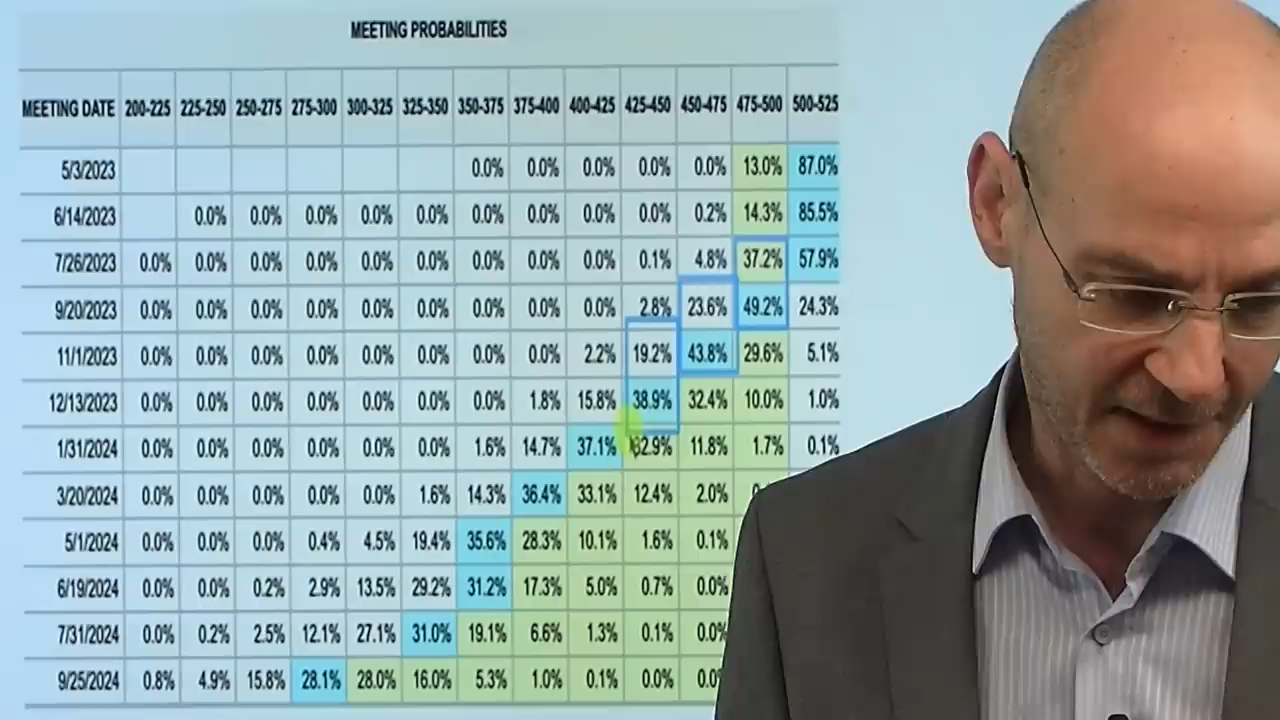 MEETING PROBABILITIES
MEETING DATE 200-225 225-250 250-275 275-300 300-325 325-350 350-375 375-400 400-425 425-450 450-475 475-500 500-525
5/3/2023 0.0% 0.0% 0.0% 0.0% 0.0% 13.0% 87.0%
6/14/2023 0.0% 0.0% 0.0% 0.0% 0.0% 0.0% 0.0% 0.0% 0.0% 0.2% 14.3% 85.5%
7/26/2023 0.0% 0.0% 0.0% 0.0% 0.0% 0.0% 0.0% 0.0% 0.0% 0.1% 4.8% 37.2% 57.9%
9/20/2023 0.0% 0.0% 0.0% 0.0% 0.0% 0.0% 0.0% 0.0% 0.0% 2.8% 23.6% 49.2% 24.3%
11/1/2023 0.0% 0.0% 0.0% 0.0% 0.0% 0.0% 0.0% 0.0% 2.2% 19.2% 43.8% 29.6% 5.1%
12/13/2023 0.0% 0.0% 0.0% 0.0% 0.0% 0.0% 0.0% 1.8% 15.8% 38.9% 32.4% 10.0% 1.0%
1/31/2024 0.0% 0.0% 0.0% 0.0% 0.0% 0.0% 1.6% 14.7% 37.1% 32.9% 11.8% 1.7% 0.1%
3/20/2024 0.0% 0.0% 0.0% 0.0% 0.0% 1.6% 14.3% 36.4% 33.1% 12.4% 2.0%
5/1/2024 0.0% 0.0% 0.0% 0.4% 4.5% 19.4% 35.6% 28.3% 10.1% 1.6% 0.1%
6/19/2024 0.0% 0.0% 0.2% 2.9% 13.5% 29.2% 31.2% 17.3% 5.0% 0.7% 0.0%
7/31/2024 0.0% 0.2% 2.5% 12.1% 27.1% 31.0% 19.1% 6.6% 1.3% 0.1% 0.0%
9/25/2024 0.8% 4.9% 15.8% 28.1% 28.0% 16.0% 5.3% 1.0% 0.1% 0.0% 0.0